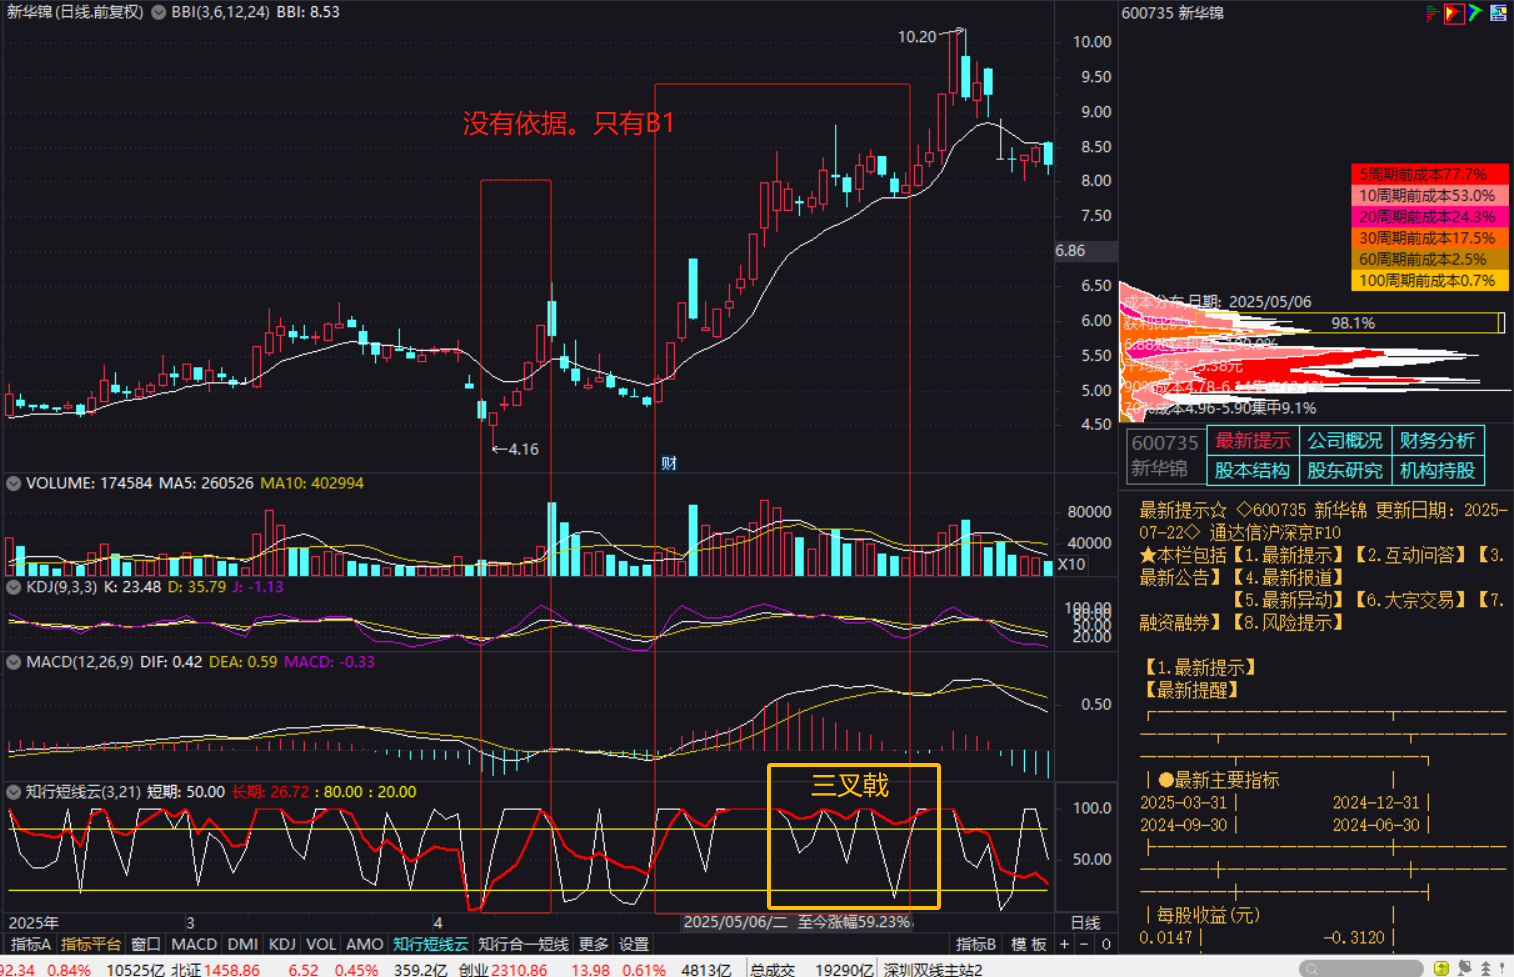 新华锦(日线.前复权) BBI(3,6,12,24) BBI: 8.53
600735 新华锦
10.20
没有依据。只有B1
4.16
财
10.00
9.50
9.00
8.50
8.00
7.50
6.86
6.50
6.00
5.50
5.00
4.50
5周期前成本77.7%
10周期前成本53.0%
20周期前成本24.3%
30周期前成本17.5%
60周期前成本2.5%
100周期前成本0.7%
成本分布,日期: 2025/05/06
获利比例: 98.1%
平均成本: 5.38元
90%成本4.78-6.14集中
70%成本4.96-5.90集中9.1%
VOLUME: 174584 MA5: 260526 MA10: 402994
80000
40000
X10
KDJ(9,3,3) K: 23.48 D: 35.79 J: -1.13
100.00
80.00
50.00
20.00
MACD(12,26,9) DIF: 0.42 DEA: 0.59 MACD: -0.33
0.50
知行短线云(3,21) 短期: 50.00 长期: 26.72 : 80.00 : 20.00
三叉戟
100.0
50.00
2025年 3 4 2025/05/06/二 至今涨幅59.23% 日线
指标A 指标平台 窗口 MACD DMI KDJ VOL AMO 知行短线云 知行合一短线 更多 设置 指标B 模板 + − 0
600735
新华锦
最新提示 公司概况 财务分析
股本结构 股东研究 机构持股
最新提示☆ ◇600735 新华锦 更新日期: 2025-
07-22◇ 通达信沪深京F10
★本栏包括【1.最新提示】【2.互动问答】【3.
最新公告】【4.最新报道】
【5.最新异动】【6.大宗交易】【7.
融资融券】【8.风险提示】
【1.最新提示】
【最新提醒】
|●最新主要指标 |
2025-03-31| 2024-12-31|
2024-09-30| 2024-06-30|
|每股收益(元) |
0.0147| -0.3120|
92.34 0.84% 10525亿 北证1458.86 6.52 0.45% 359.2亿 创业2310.86 13.98 0.61% 4813亿 总成交 19290亿 深圳双线主站2